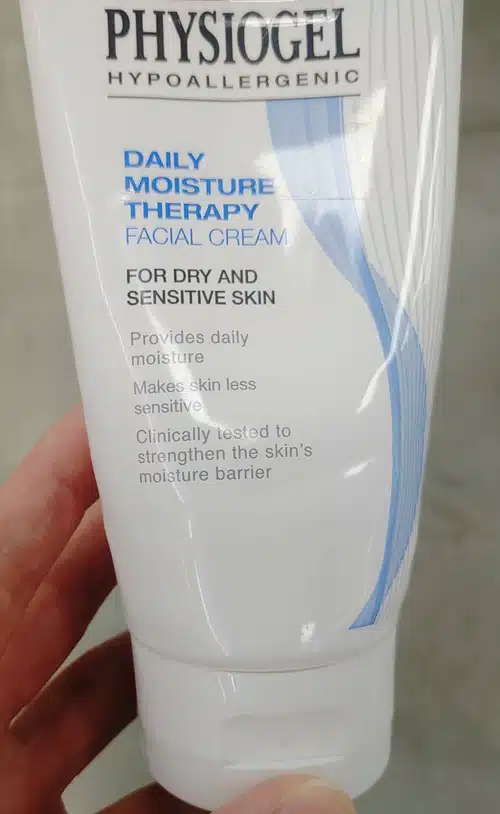 PHYSIOGEL
HYPOALLERGENIC
DAILY
MOISTURE
THERAPY
FACIAL CREAM
FOR DRY AND
SENSITIVE SKIN
Provides daily
moisture
Makes skin less
sensitive
Clinically tested to
strengthen the skin's
moisture barrier